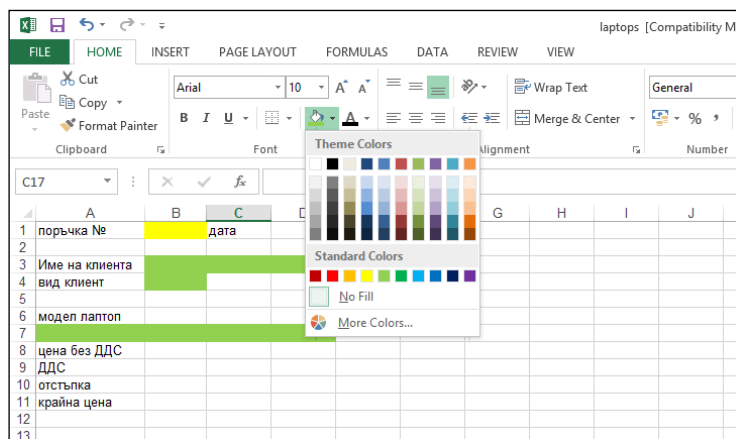 laptops [Compatibility M
FILE HOME INSERT PAGE LAYOUT FORMULAS DATA REVIEW VIEW
Cut
Copy
Paste
Format Painter
Arial 10
B I U
A A
A
Wrap Text
Merge & Center
General
% ,
Clipboard Font Alignment Number
C17 fx
Theme Colors
Standard Colors
No Fill
More Colors...
A B C G H I J
1 поръчка № дата
2
3 Име на клиента
4 вид клиент
5
6 модел лаптоп
7
8 цена без ДДС
9 ДДС
10 отстъпка
11 крайна цена
12
13